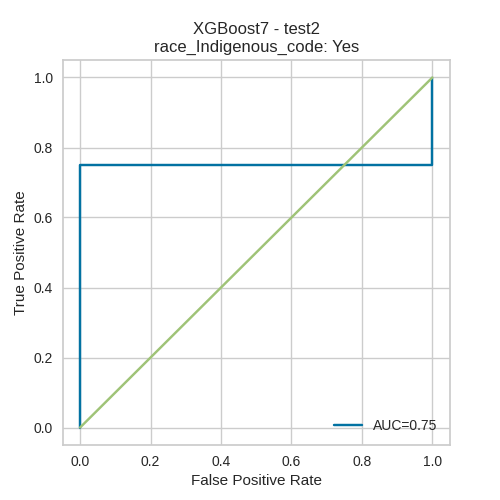 XGBoost7 - test2
race_Indigenous_code: Yes
True Positive Rate
1.0
0.8
0.6
0.4
0.2
0.0
AUC=0.75
0.0 0.2 0.4 0.6 0.8 1.0
False Positive Rate